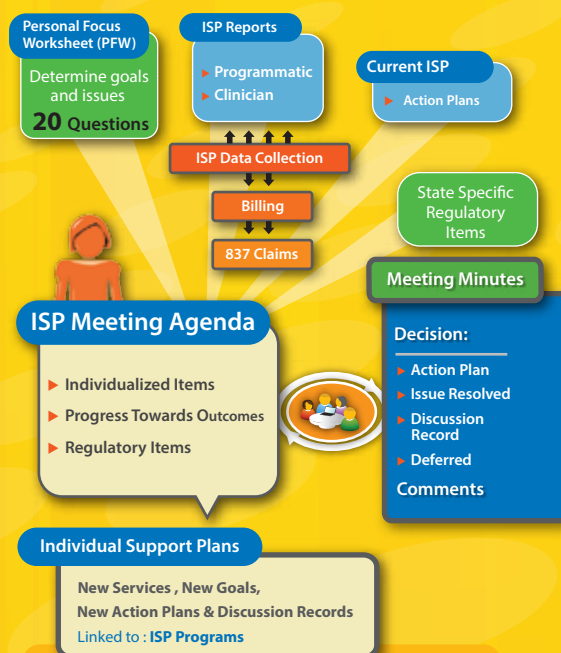 Personal Focus
Worksheet (PFW)
Determine goals
and issues
20 Questions
ISP Reports
Programmatic
Clinician
Current ISP
Action Plans
ISP Data Collection
Billing
837 Claims
State Specific
Regulatory
Items
Meeting Minutes
ISP Meeting Agenda
Individualized Items
Progress Towards Outcomes
Regulatory Items
Decision:
Action Plan
Issue Resolved
Discussion
Record
Deferred
Comments
Individual Support Plans
New Services , New Goals,
New Action Plans & Discussion Records
Linked to : ISP Programs